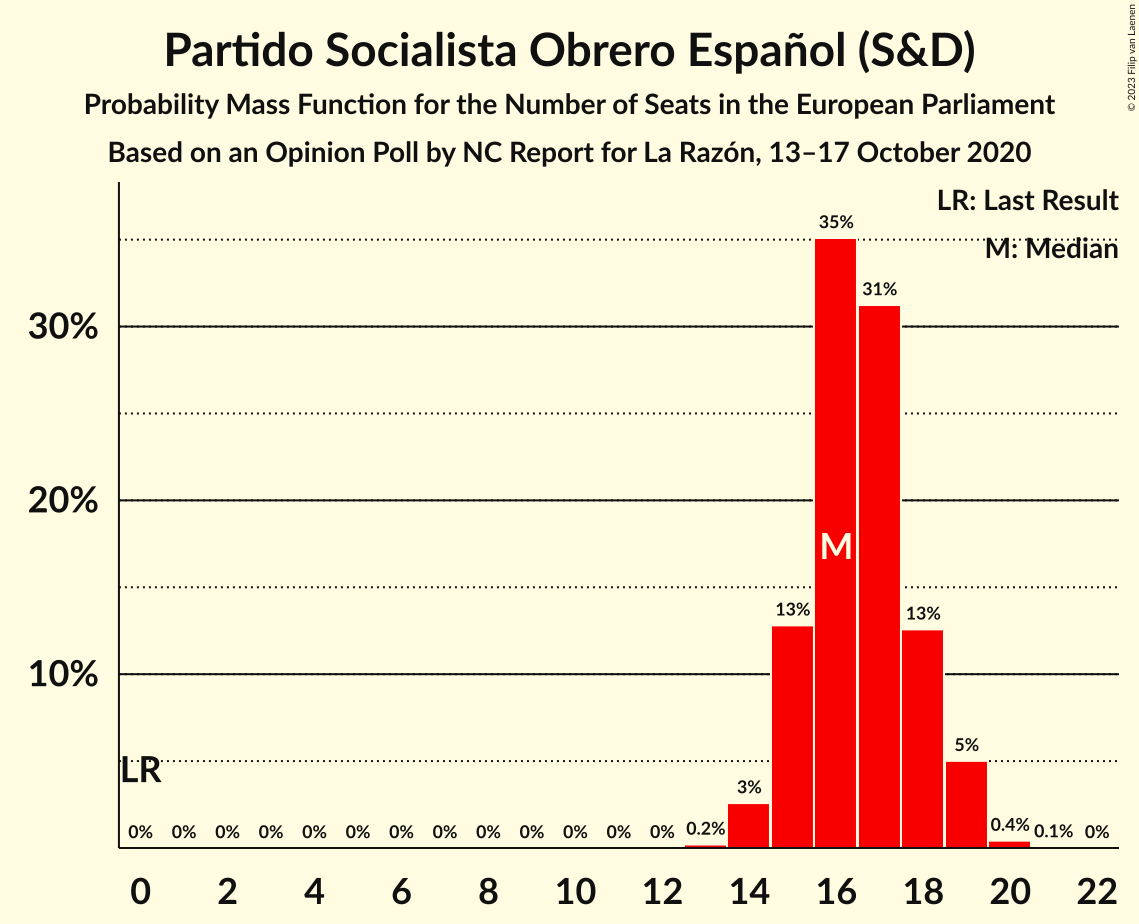 Partido Socialista Obrero Español (S&D)
Probability Mass Function for the Number of Seats in the European Parliament
Based on an Opinion Poll by NC Report for La Razón, 13–17 October 2020
© 2023 Filip van Laenen
LR: Last Result
M: Median
35%
31%
30%
20%
M
13%
13%
10%
5%
LR
3%
0% 0% 0% 0% 0% 0% 0% 0% 0% 0% 0% 0% 0% 0.2% 0.4% 0.1% 0%
0 2 4 6 8 10 12 14 16 18 20 22